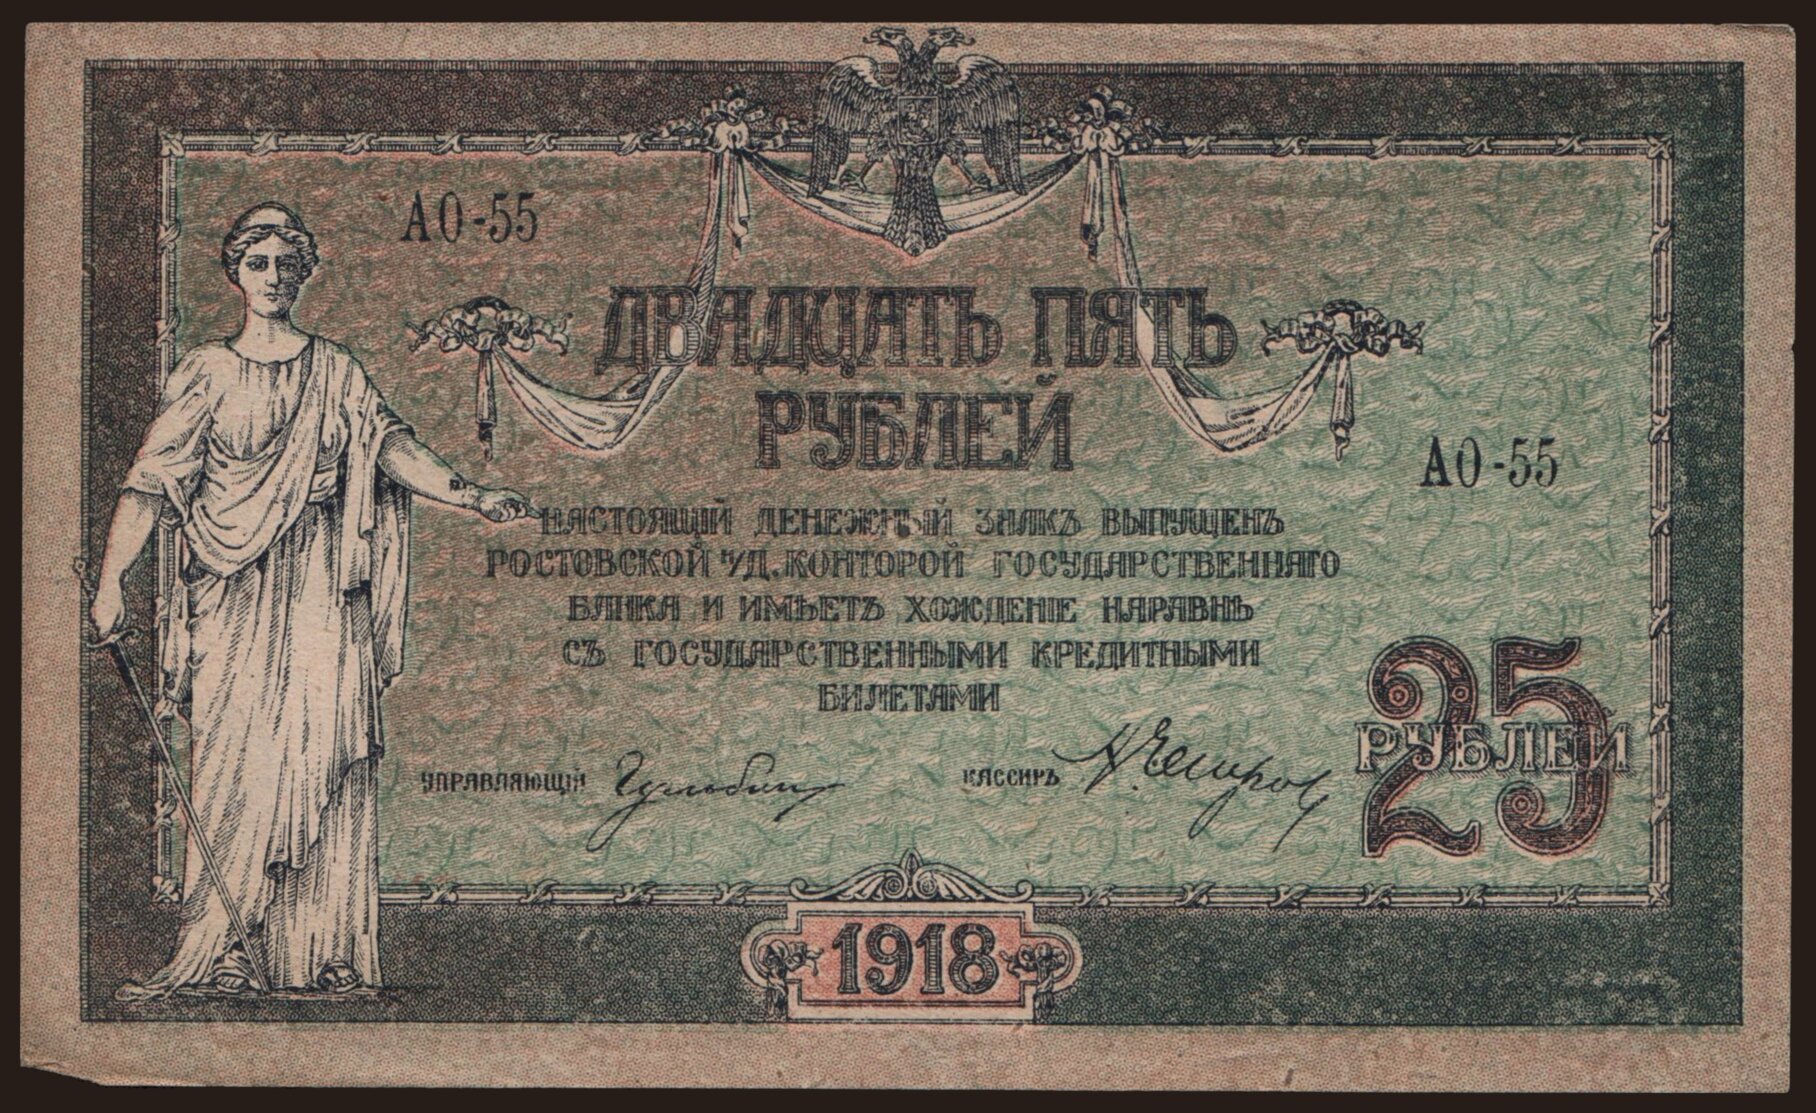 АО-55
ДВАДЦАТЬ ПЯТЬ
РУБЛЕЙ
АО-55
НАСТОЯЩІЙ ДЕНЕЖНЫЙ ЗНАКЪ ВЫПУЩЕНЪ
РОСТОВСКОЙ н/Д. КОНТОРОЙ ГОСУДАРСТВЕННАГО
БАНКА И ИМѢЕТЪ ХОЖДЕНІЕ НАРАВНѢ
СЪ ГОСУДАРСТВЕННЫМИ КРЕДИТНЫМИ
БИЛЕТАМИ
25
РУБЛЕЙ
УПРАВЛЯЮЩІЙ
КАССИРЪ
1918